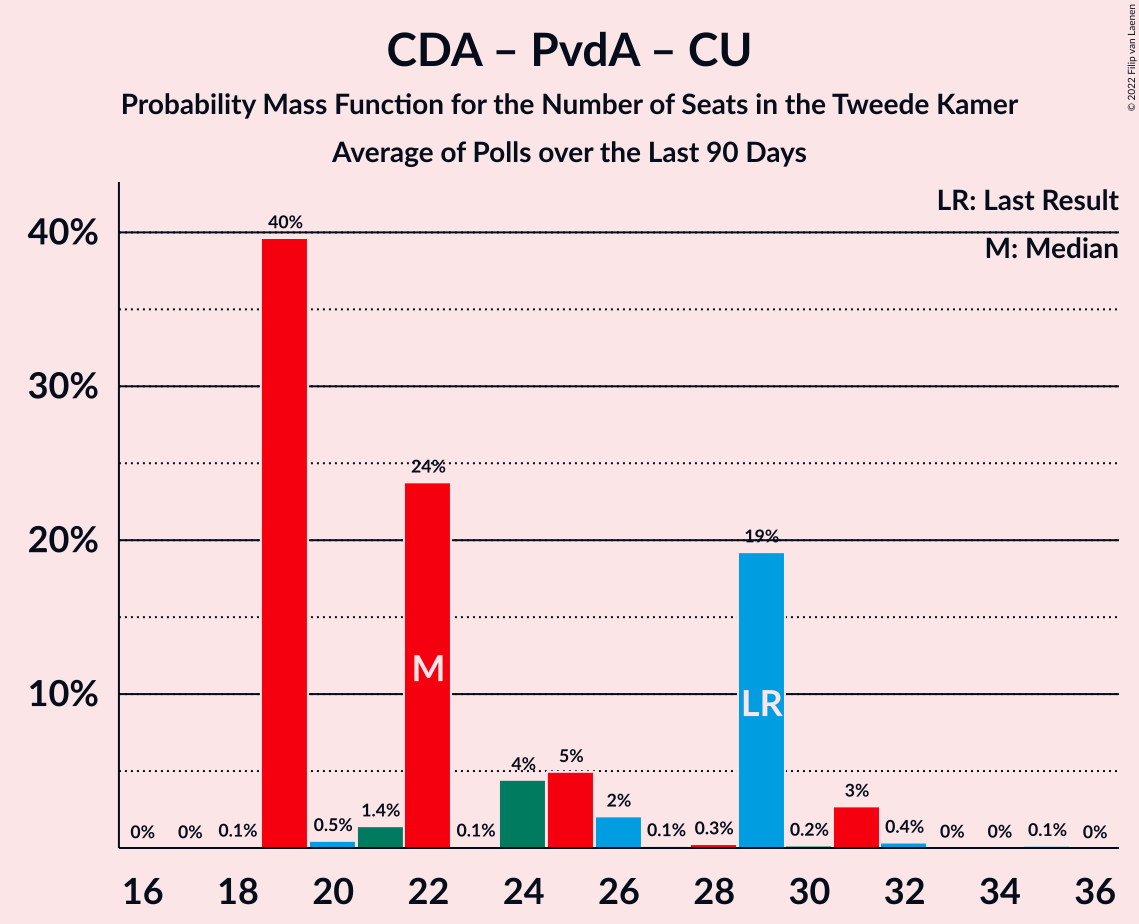 CDA – PvdA – CU
Probability Mass Function for the Number of Seats in the Tweede Kamer
Average of Polls over the Last 90 Days
© 2022 Filip van Laenen
LR: Last Result
M: Median
40%
30%
20%
10%
0%
0%
0.1%
40%
0.5%
1.4%
24%
0.1%
4%
5%
2%
0.1%
0.3%
19%
0.2%
3%
0.4%
0%
0%
0.1%
0%
M
LR
16 18 20 22 24 26 28 30 32 34 36